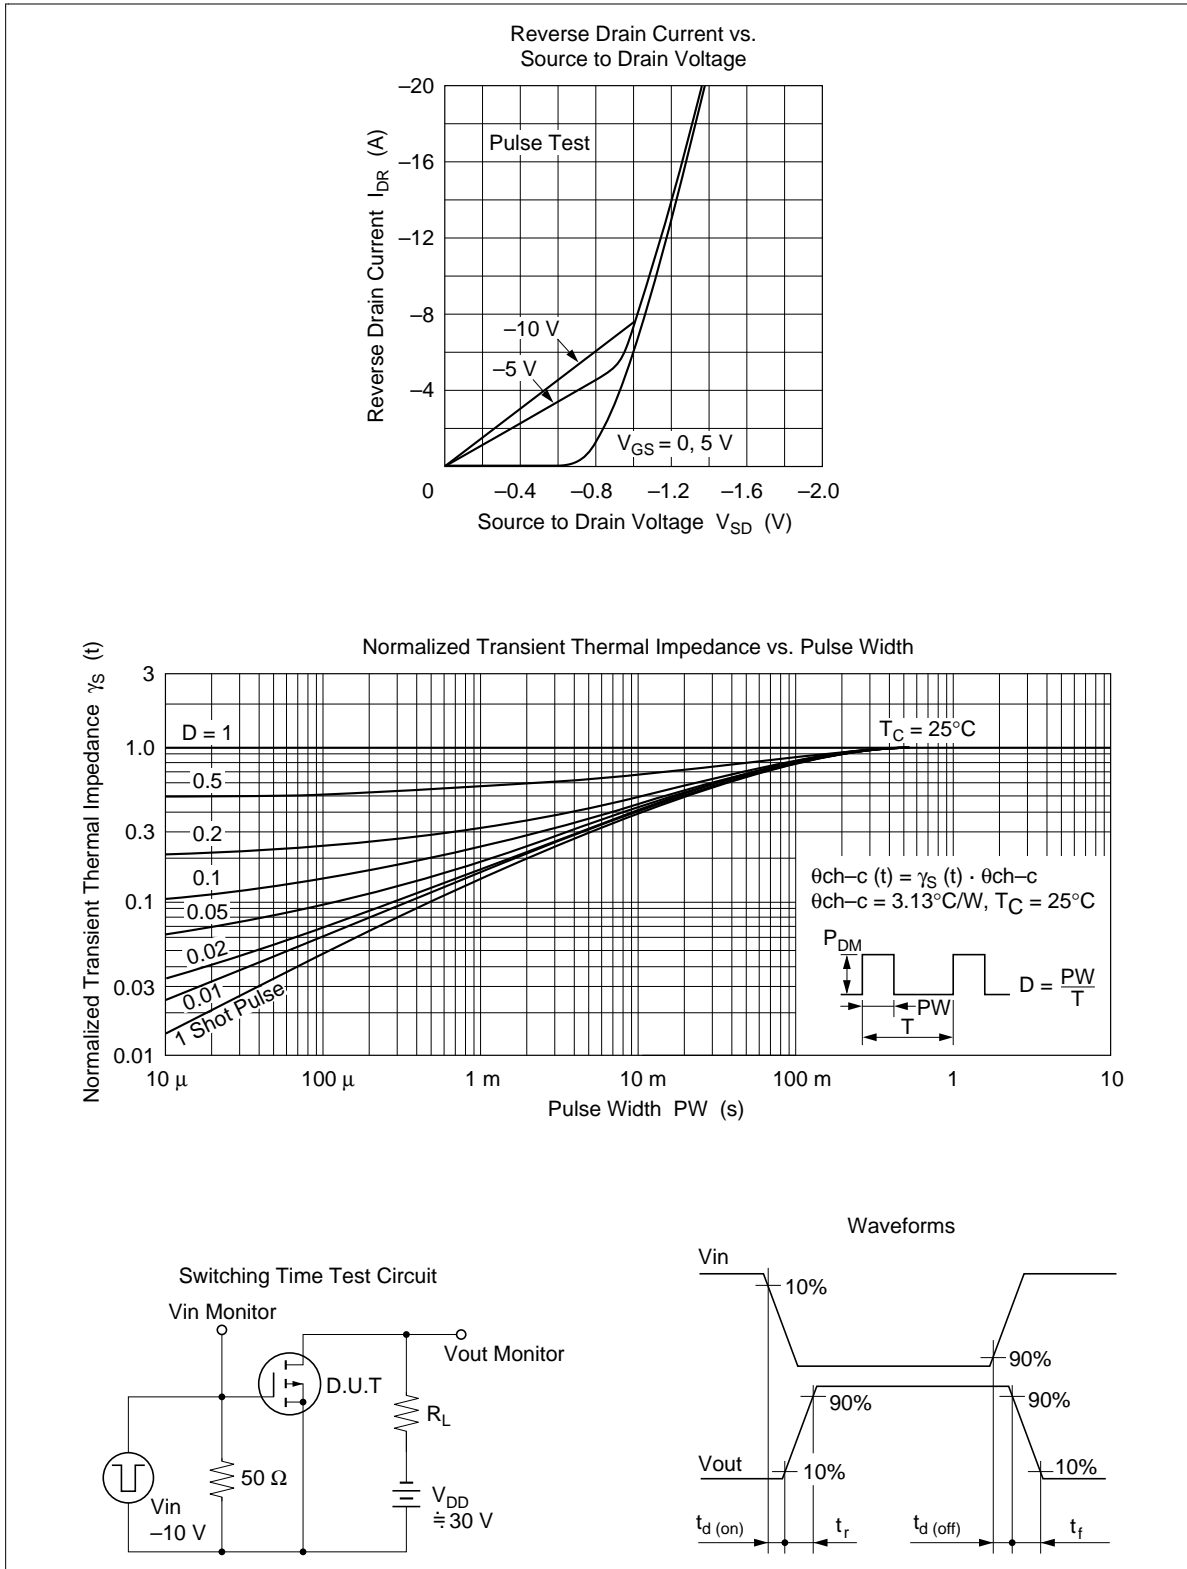 Reverse Drain Current vs.
Source to Drain Voltage
Reverse Drain Current I_DR (A)
–20
–16
–12
–8
–4
0
–0.4
–0.8
–1.2
–1.6
–2.0
Pulse Test
–10 V
–5 V
V_GS = 0, 5 V
Source to Drain Voltage V_SD (V)
Normalized Transient Thermal Impedance vs. Pulse Width
Normalized Transient Thermal Impedance γ_S (t)
3
1.0
0.3
0.1
0.03
0.01
D = 1
0.5
0.2
0.1
0.05
0.02
0.01
1 Shot Pulse
T_C = 25°C
θch–c (t) = γ_S (t) · θch–c
θch–c = 3.13°C/W, T_C = 25°C
P_DM
PW
T
D = PW/T
10 μ
100 μ
1 m
10 m
100 m
1
10
Pulse Width PW (s)
Switching Time Test Circuit
Vin Monitor
Vout Monitor
D.U.T
R_L
50 Ω
Vin
–10 V
V_DD
≒ 30 V
Waveforms
Vin
10%
90%
90%
90%
Vout
10%
10%
t_d (on)
t_r
t_d (off)
t_f